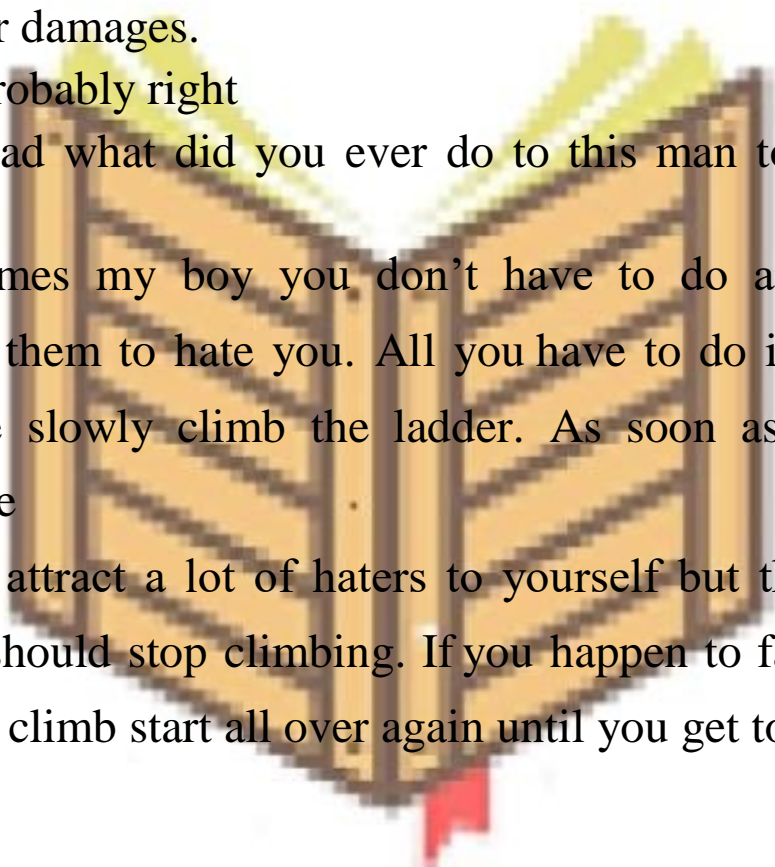 r damages.
robably right
ad what did you ever do to this man to
mes my boy you don't have to do a
them to hate you. All you have to do i
e slowly climb the ladder. As soon as
e
attract a lot of haters to yourself but th
should stop climbing. If you happen to fa
climb start all over again until you get to